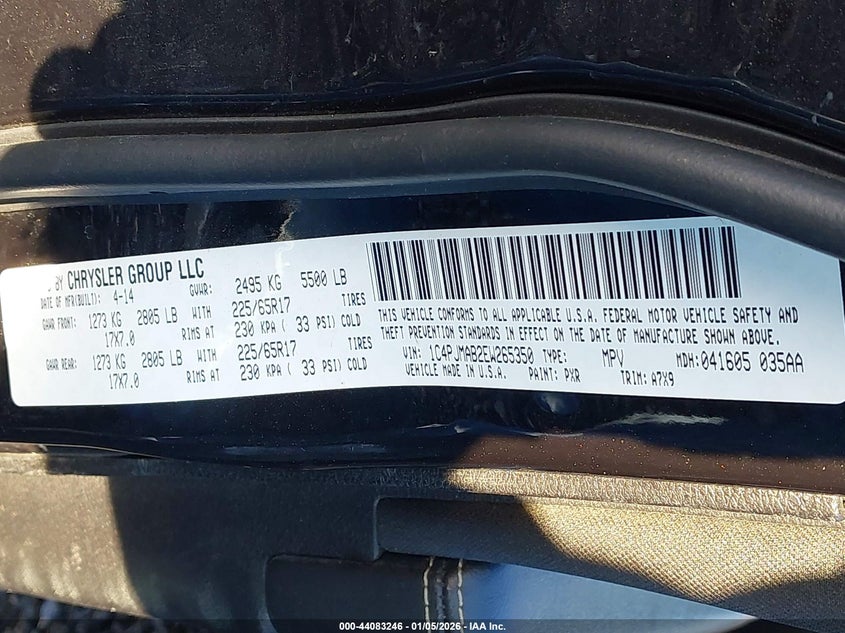 BY CHRYSLER GROUP LLC
DATE OF MFR(BUILT): 4-14 GVWR: 2495 KG 5500 LB
GAWR FRONT: 1273 KG 2805 LB WITH 225/65R17 TIRES
17X7.0 RIMS AT 230 KPA ( 33 PSI) COLD
GAWR REAR: 1273 KG 2805 LB WITH 225/65R17 TIRES
17X7.0 RIMS AT 230 KPA ( 33 PSI) COLD
THIS VEHICLE CONFORMS TO ALL APPLICABLE U.S.A. FEDERAL MOTOR VEHICLE SAFETY AND
THEFT PREVENTION STANDARDS IN EFFECT ON THE DATE OF MANUFACTURE SHOWN ABOVE.
VIN: 1C4PJMAB2EW265350 TYPE: MPV MDH:041605 035AA
VEHICLE MADE IN U.S.A. PAINT: PXR TRIM: A7X9
000-44083246 - 01/05/2026 - IAA Inc.